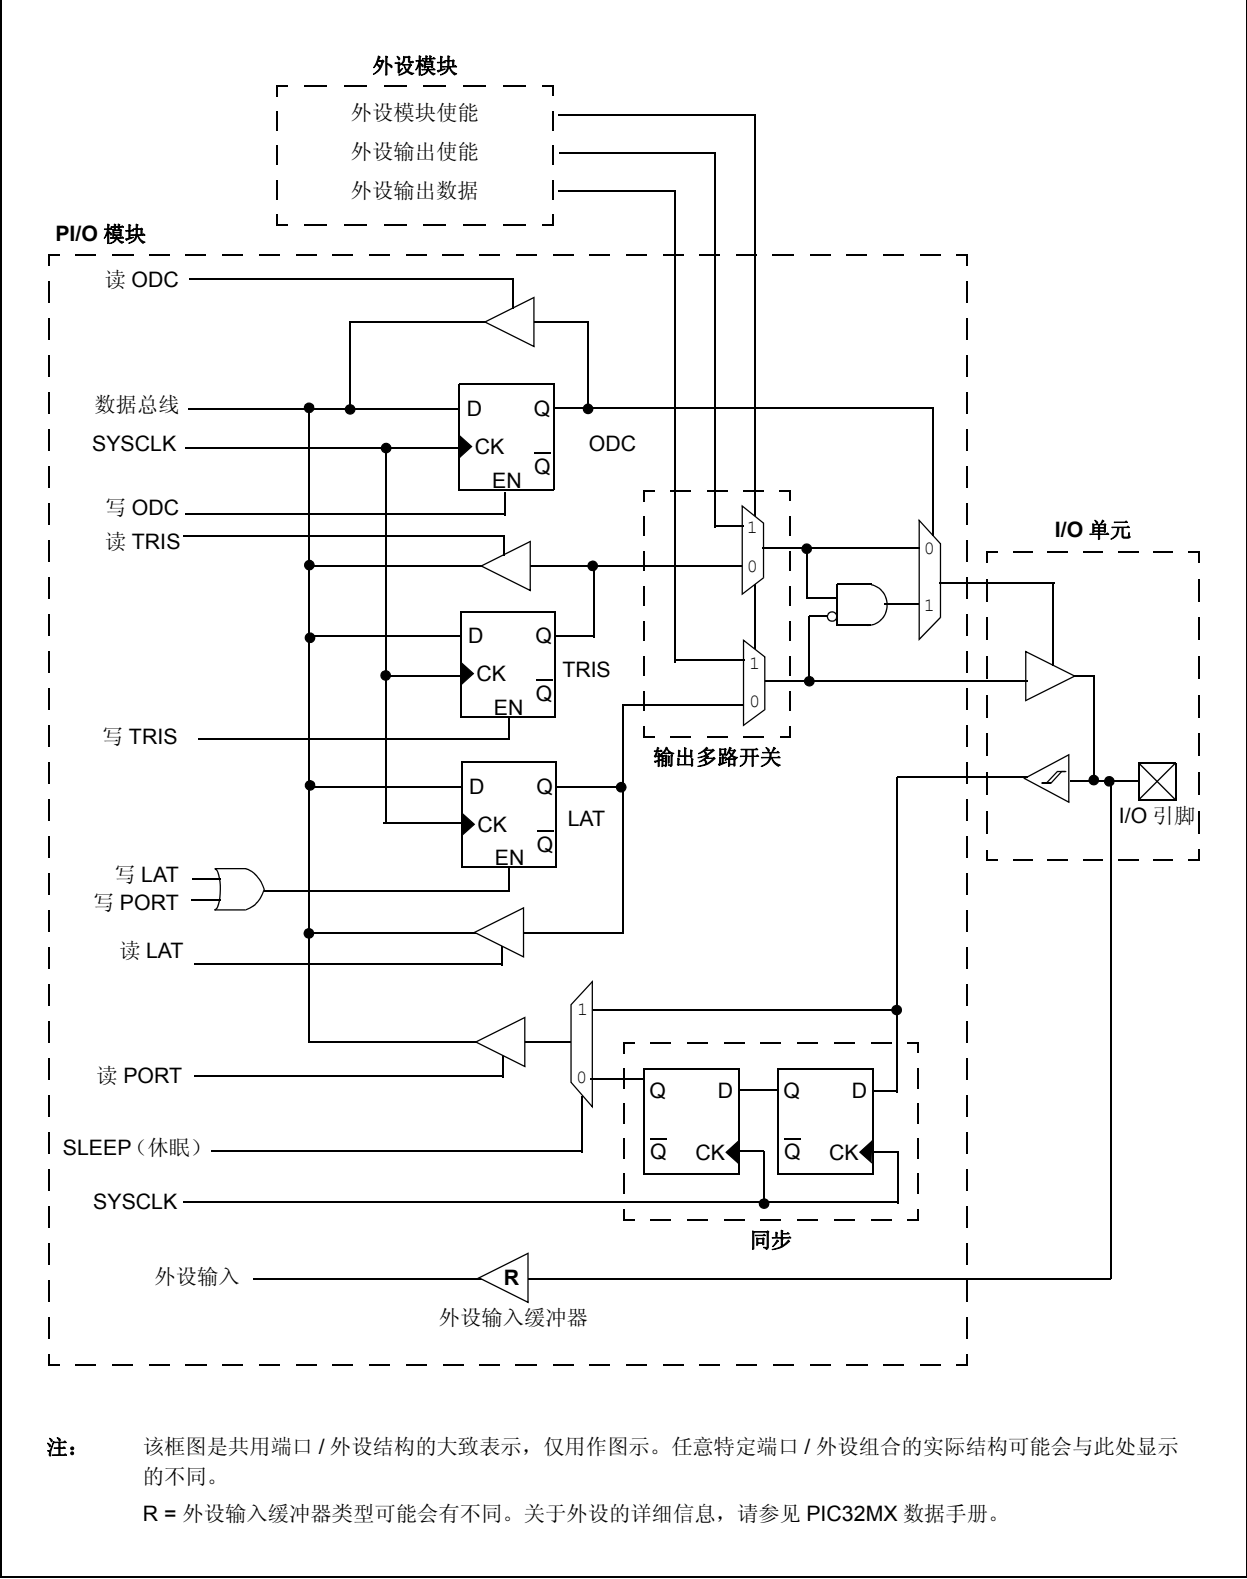 外设模块
外设模块使能
外设输出使能
外设输出数据
PI/O 模块
读 ODC
数据总线
D Q
SYSCLK
CK Q
ODC
EN
写 ODC
读 TRIS
1
0
0
1
I/O 单元
D Q
CK Q
TRIS
EN
写 TRIS
1
0
输出多路开关
D Q
CK Q
LAT
EN
I/O 引脚
写 LAT
写 PORT
读 LAT
1
0
读 PORT
Q D
Q D
SLEEP（休眠）
Q CK
Q CK
SYSCLK
同步
外设输入
R
外设输入缓冲器
注：
该框图是共用端口 / 外设结构的大致表示，仅用作图示。任意特定端口 / 外设组合的实际结构可能会与此处显示
的不同。
R = 外设输入缓冲器类型可能会有不同。关于外设的详细信息，请参见 PIC32MX 数据手册。